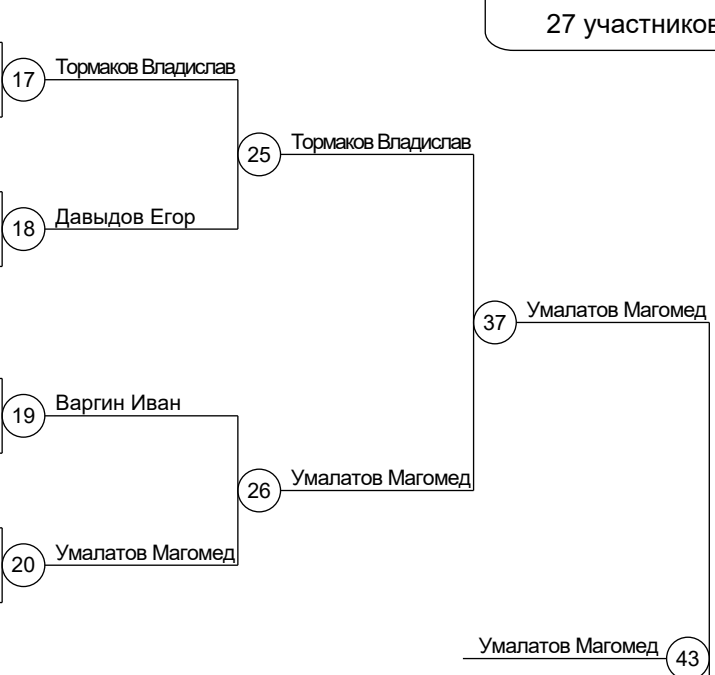 27 участников
17 Тормаков Владислав
25 Тормаков Владислав
18 Давыдов Егор
37 Умалатов Магомед
19 Варгин Иван
26 Умалатов Магомед
20 Умалатов Магомед
Умалатов Магомед 43